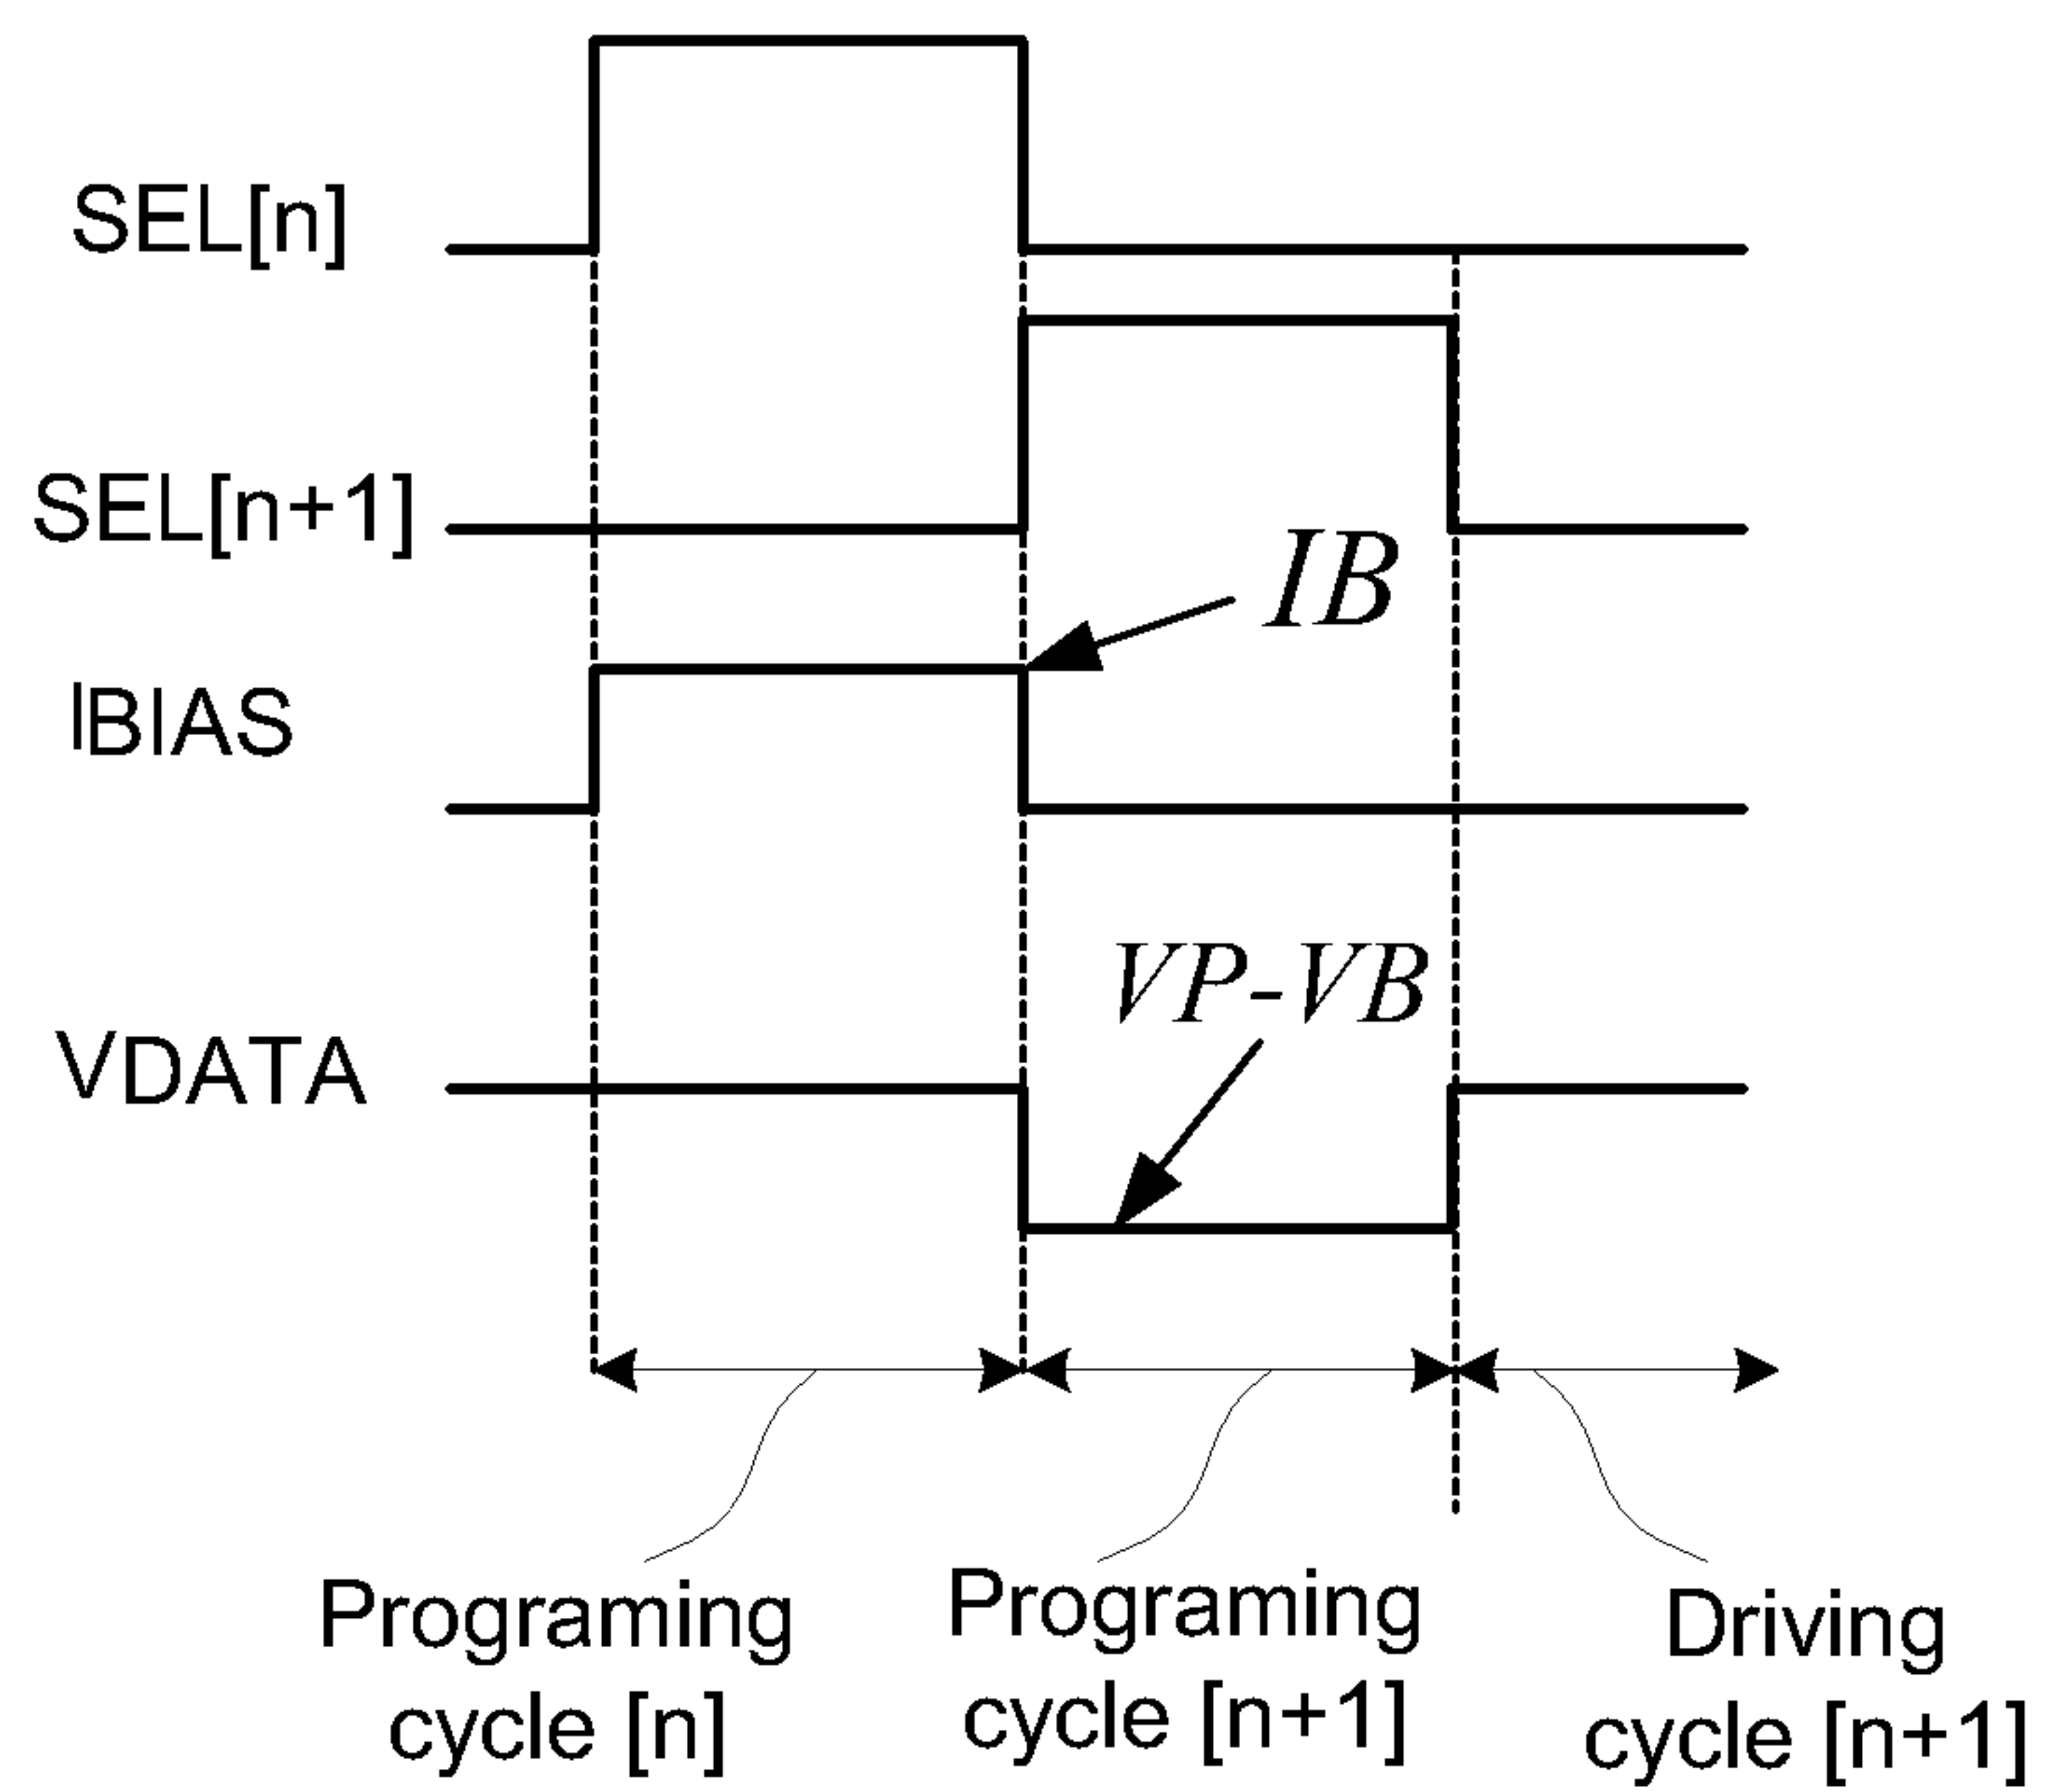 SEL[n]
SEL[n+1]
IB
IBIAS
VP-VB
VDATA
Programing
cycle [n]
Programing
cycle [n+1]
Driving
cycle [n+1]